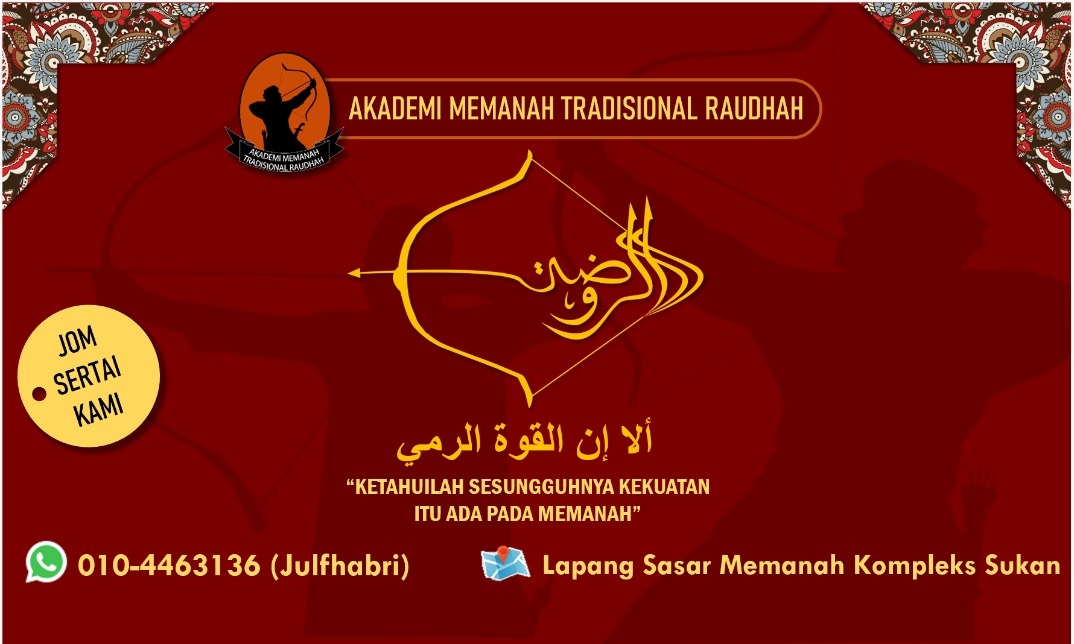 AKADEMI MEMANAH TRADISIONAL RAUDHAH
AKADEMI MEMANAH
TRADISIONAL RAUDHAH
الروضة
JOM
SERTAI
KAMI
ألا إن القوة الرمي
“KETAHUILAH SESUNGGUHNYA KEKUATAN
ITU ADA PADA MEMANAH”
010-4463136 (Julfhabri)
Lapang Sasar Memanah Kompleks Sukan